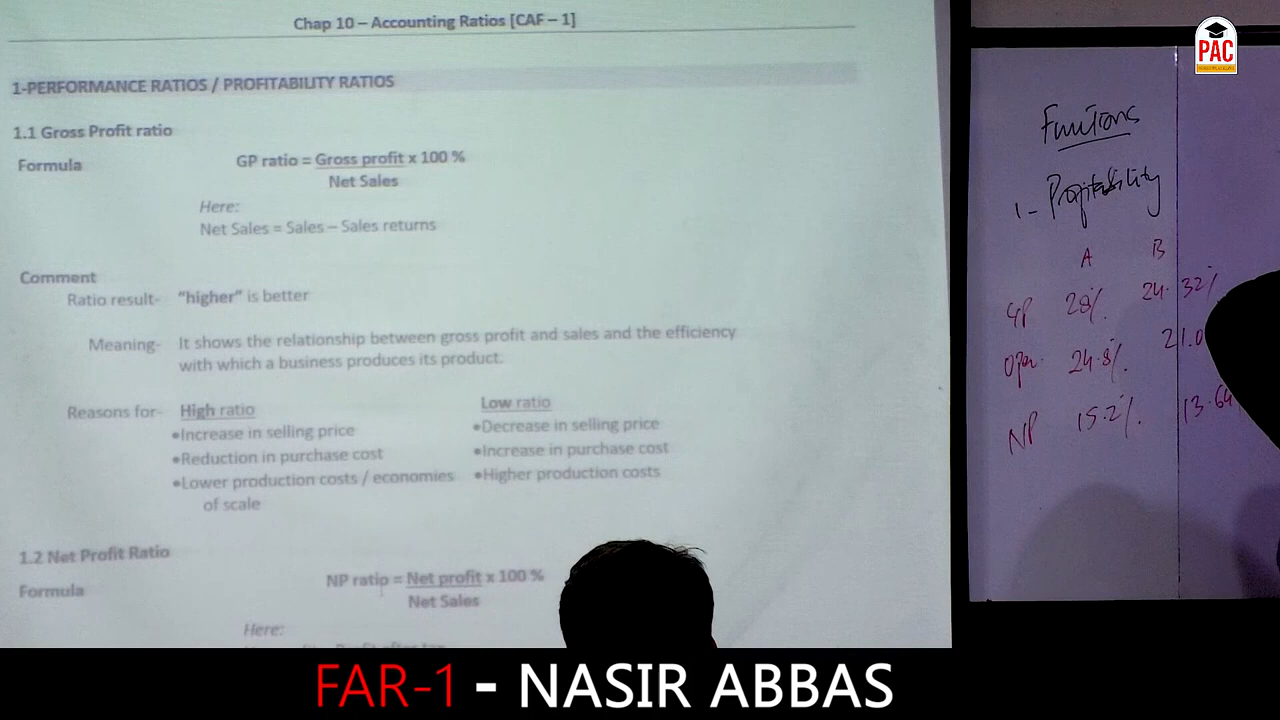 Chap 10 – Accounting Ratios [CAF – 1]
1-PERFORMANCE RATIOS / PROFITABILITY RATIOS
1.1 Gross Profit ratio
Formula
GP ratio = Gross profit x 100 %
Net Sales
Here:
Net Sales = Sales – Sales returns
Comment
Ratio result- "higher" is better
Meaning- It shows the relationship between gross profit and sales and the efficiency
with which a business produces its product.
Reasons for- High ratio
•Increase in selling price
•Reduction in purchase cost
•Lower production costs / economies
of scale
Low ratio
•Decrease in selling price
•Increase in purchase cost
•Higher production costs
1.2 Net Profit Ratio
Formula
NP ratio = Net profit x 100 %
Net Sales
Here:
PAC
Functions
1- Profitability
A B
GP 28%. 24.32%
Oper. 24.8%. 21.0
NP 15.2%. 13.64
FAR-1 - NASIR ABBAS